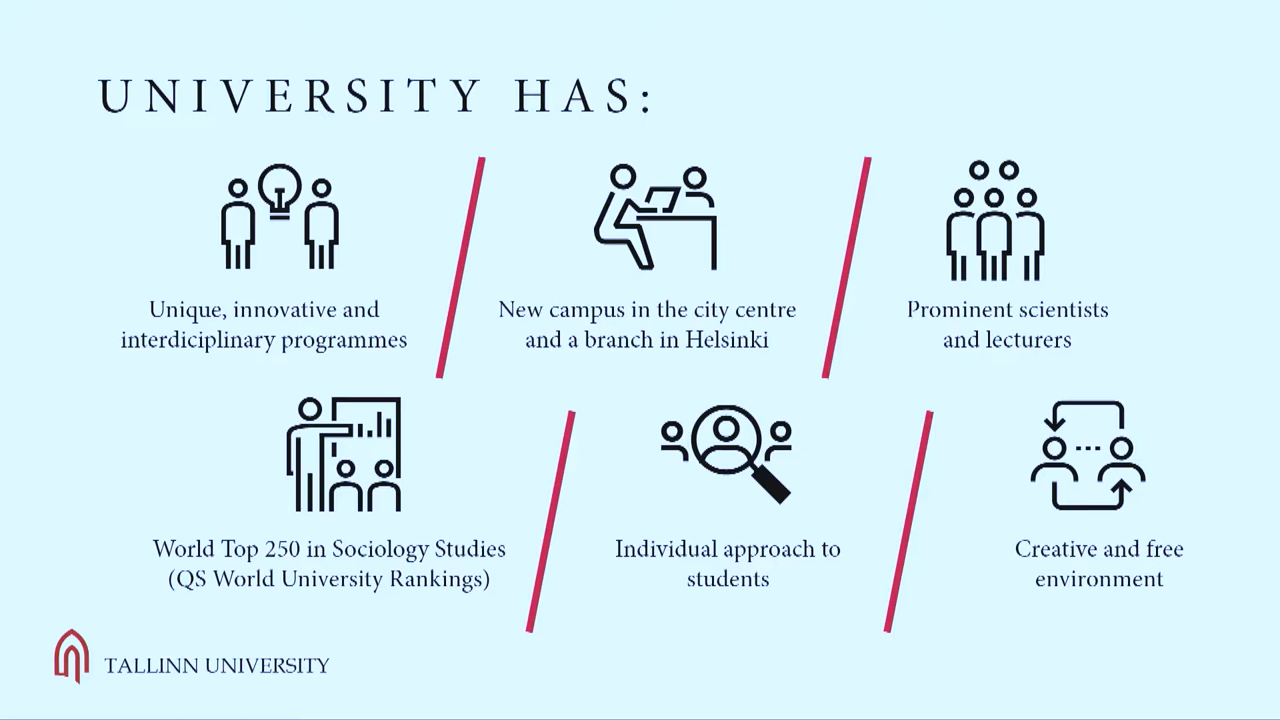 UNIVERSITY HAS:
Unique, innovative and
interdiciplinary programmes
New campus in the city centre
and a branch in Helsinki
Prominent scientists
and lecturers
World Top 250 in Sociology Studies
(QS World University Rankings)
Individual approach to
students
Creative and free
environment
TALLINN UNIVERSITY